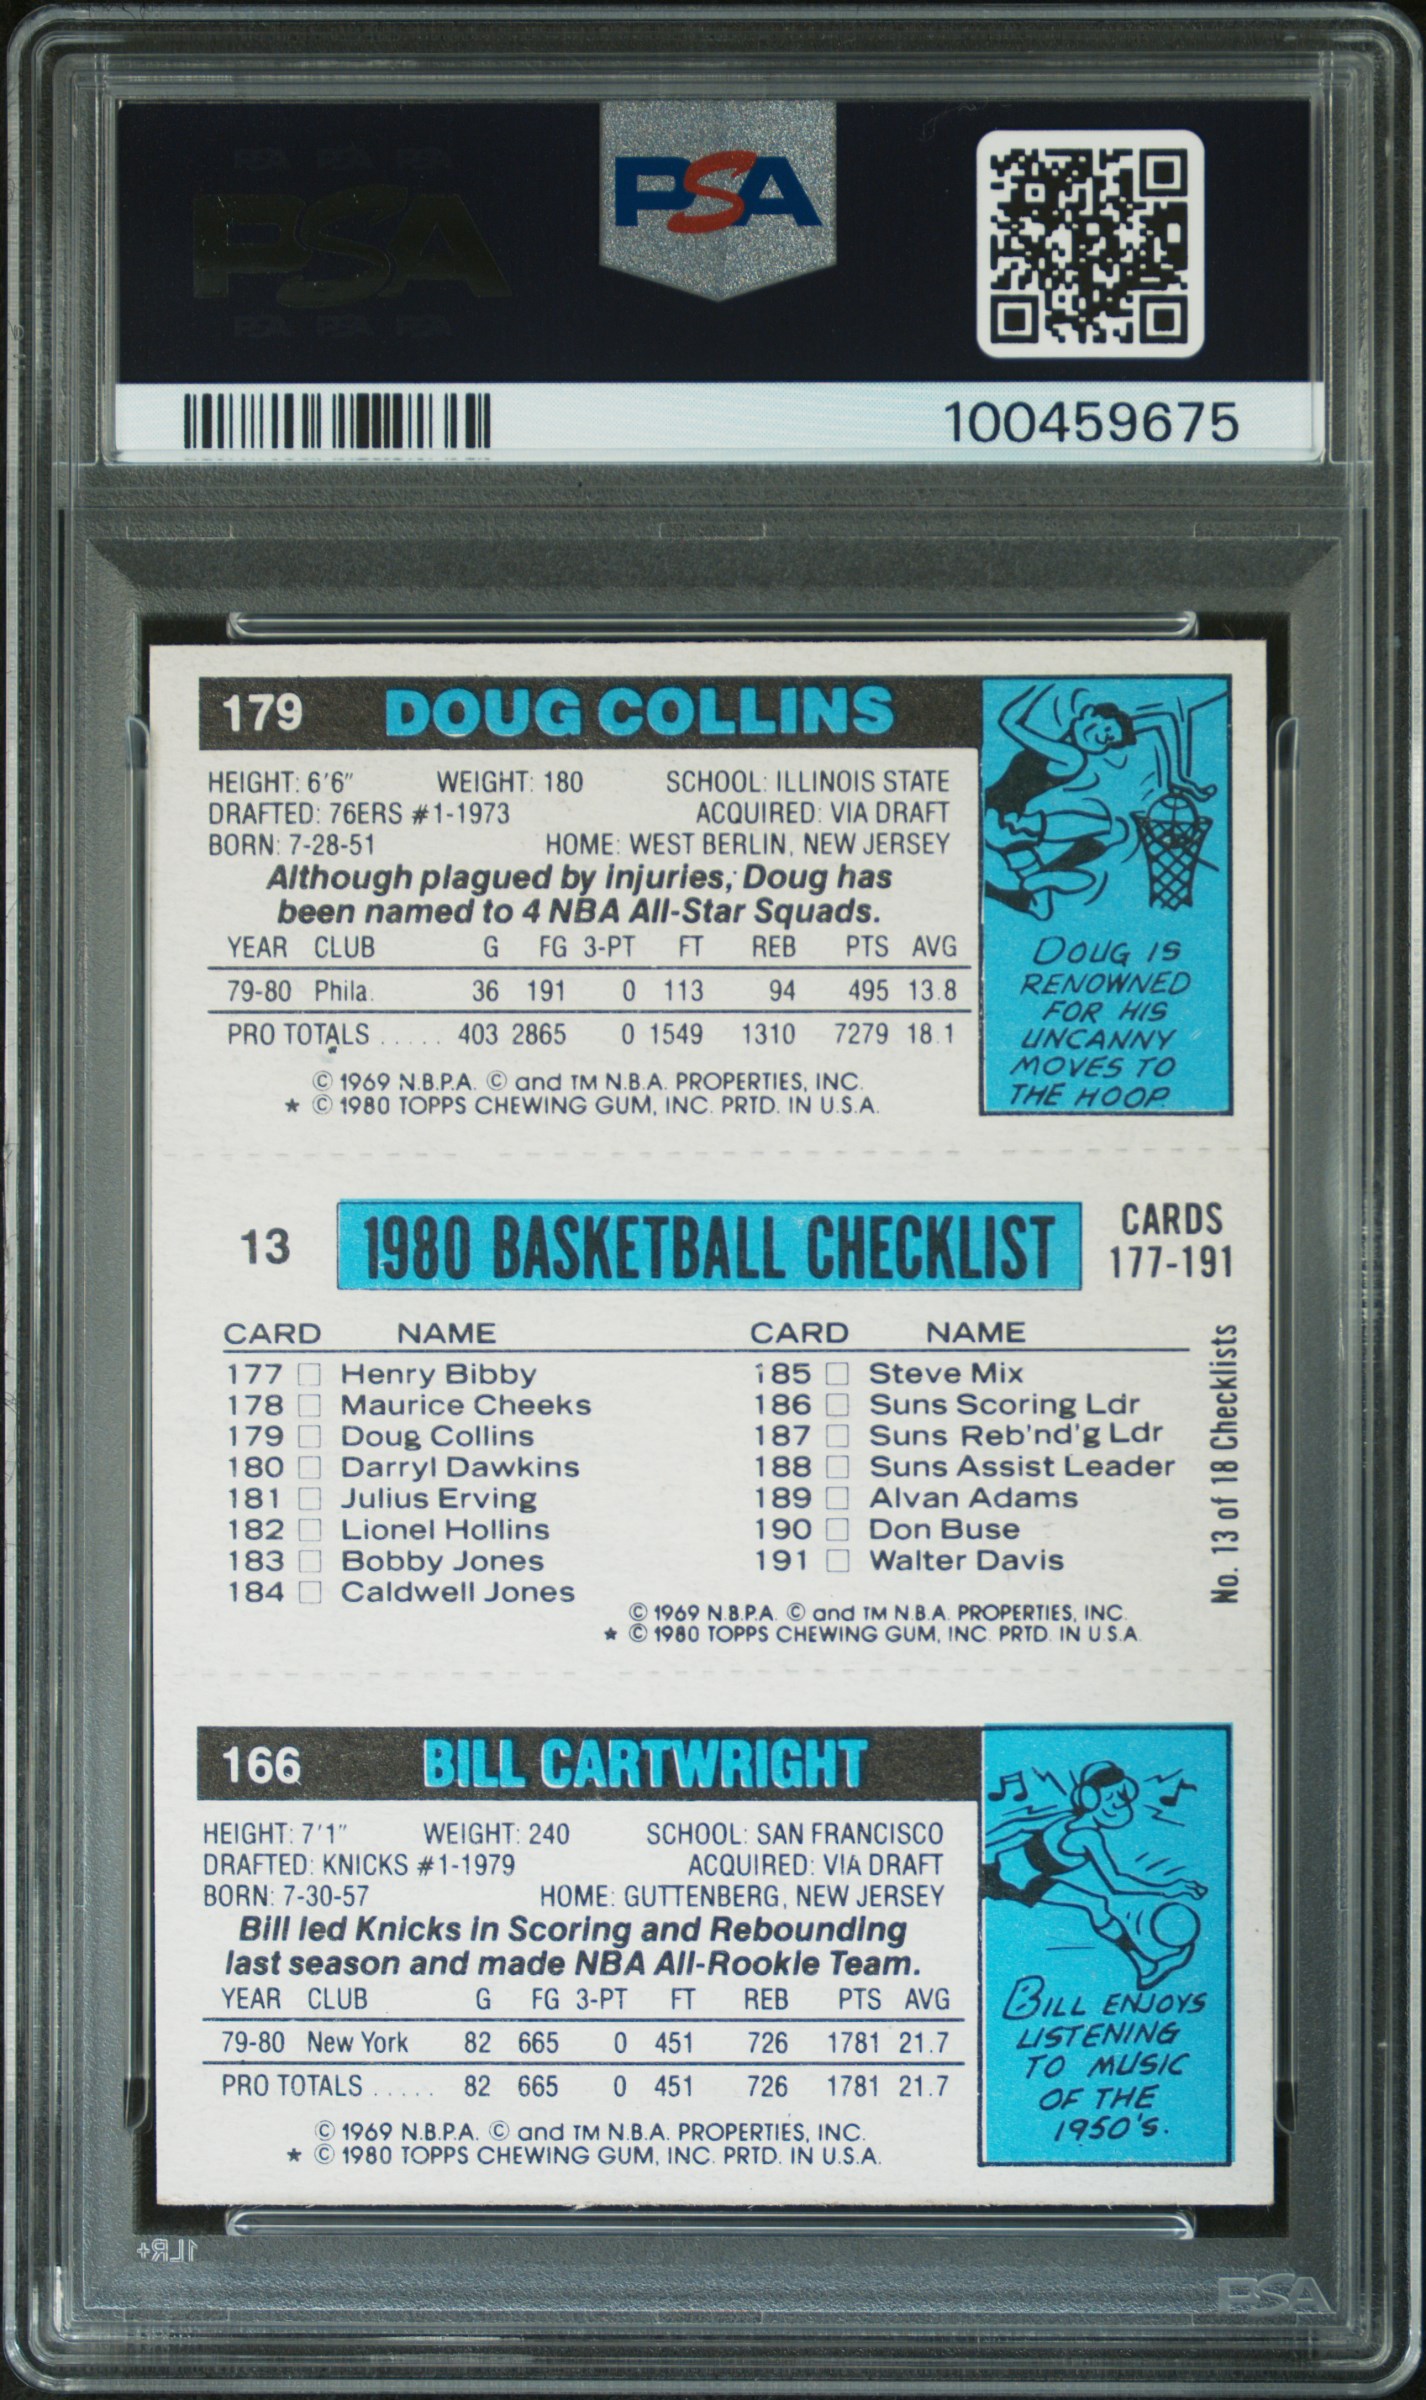 PSA
PSA PSA PSA
PSA
PSA PSA PSA
100459675
179 DOUG COLLINS
HEIGHT: 6'6" WEIGHT: 180 SCHOOL: ILLINOIS STATE
DRAFTED: 76ERS #1-1973 ACQUIRED: VIA DRAFT
BORN: 7-28-51 HOME: WEST BERLIN, NEW JERSEY
Although plagued by injuries, Doug has
been named to 4 NBA All-Star Squads.
YEAR CLUB G FG 3-PT FT REB PTS AVG
79-80 Phila. 36 191 0 113 94 495 13.8
PRO TOTALS ..... 403 2865 0 1549 1310 7279 18.1
© 1969 N.B.P.A. © and TM N.B.A. PROPERTIES, INC.
* © 1980 TOPPS CHEWING GUM, INC. PRTD. IN U.S.A.
DOUG IS
RENOWNED
FOR HIS
UNCANNY
MOVES TO
THE HOOP.
13 1980 BASKETBALL CHECKLIST CARDS
177-191
CARD NAME CARD NAME
177 □ Henry Bibby 185 □ Steve Mix
178 □ Maurice Cheeks 186 □ Suns Scoring Ldr
179 □ Doug Collins 187 □ Suns Reb'nd'g Ldr
180 □ Darryl Dawkins 188 □ Suns Assist Leader
181 □ Julius Erving 189 □ Alvan Adams
182 □ Lionel Hollins 190 □ Don Buse
183 □ Bobby Jones 191 □ Walter Davis
184 □ Caldwell Jones
© 1969 N.B.P.A. © and TM N.B.A. PROPERTIES, INC.
* © 1980 TOPPS CHEWING GUM, INC. PRTD. IN U.S.A.
No. 13 of 18 Checklists
166 BILL CARTWRIGHT
HEIGHT: 7'1" WEIGHT: 240 SCHOOL: SAN FRANCISCO
DRAFTED: KNICKS #1-1979 ACQUIRED: VIA DRAFT
BORN: 7-30-57 HOME: GUTTENBERG, NEW JERSEY
Bill led Knicks in Scoring and Rebounding
last season and made NBA All-Rookie Team.
YEAR CLUB G FG 3-PT FT REB PTS AVG
79-80 New York 82 665 0 451 726 1781 21.7
PRO TOTALS ..... 82 665 0 451 726 1781 21.7
© 1969 N.B.P.A. © and TM N.B.A. PROPERTIES, INC.
* © 1980 TOPPS CHEWING GUM, INC. PRTD. IN U.S.A.
BILL ENJOYS
LISTENING
TO MUSIC
OF THE
1950'S.
1LR+
PSA